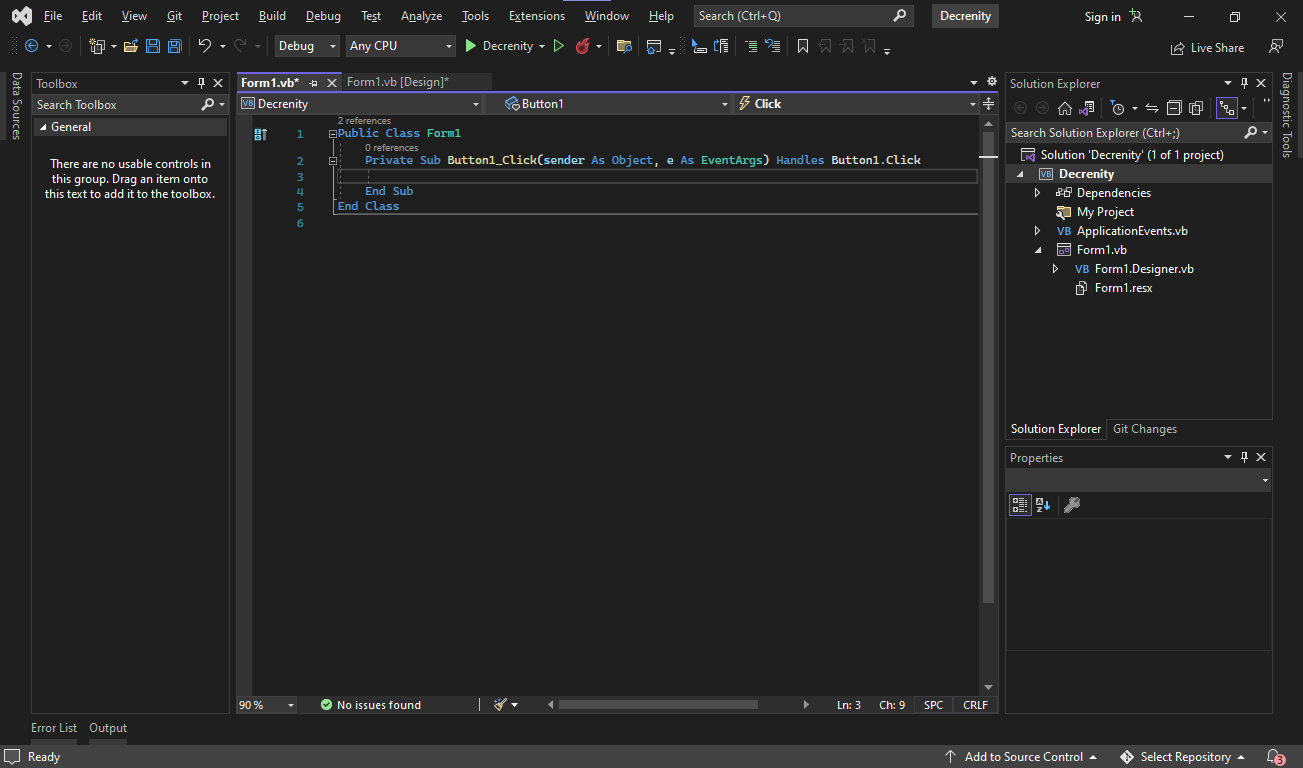 File Edit View Git Project Build Debug Test Analyze Tools Extensions Window Help Search (Ctrl+Q) Decrenity Sign in
Debug Any CPU Decrenity Live Share
Data Sources
Toolbox
Search Toolbox
General
There are no usable controls in
this group. Drag an item onto
this text to add it to the toolbox.
Form1.vb* Form1.vb [Design]*
VB Decrenity Button1 Click
2 references
1 Public Class Form1
0 references
2 Private Sub Button1_Click(sender As Object, e As EventArgs) Handles Button1.Click
3
4 End Sub
5 End Class
6
90 % No issues found Ln: 3 Ch: 9 SPC CRLF
Solution Explorer
Search Solution Explorer (Ctrl+;)
Solution 'Decrenity' (1 of 1 project)
VB Decrenity
Dependencies
My Project
VB ApplicationEvents.vb
Form1.vb
VB Form1.Designer.vb
Form1.resx
Solution Explorer Git Changes
Properties
Diagnostic Tools
Error List Output
Ready Add to Source Control Select Repository 3